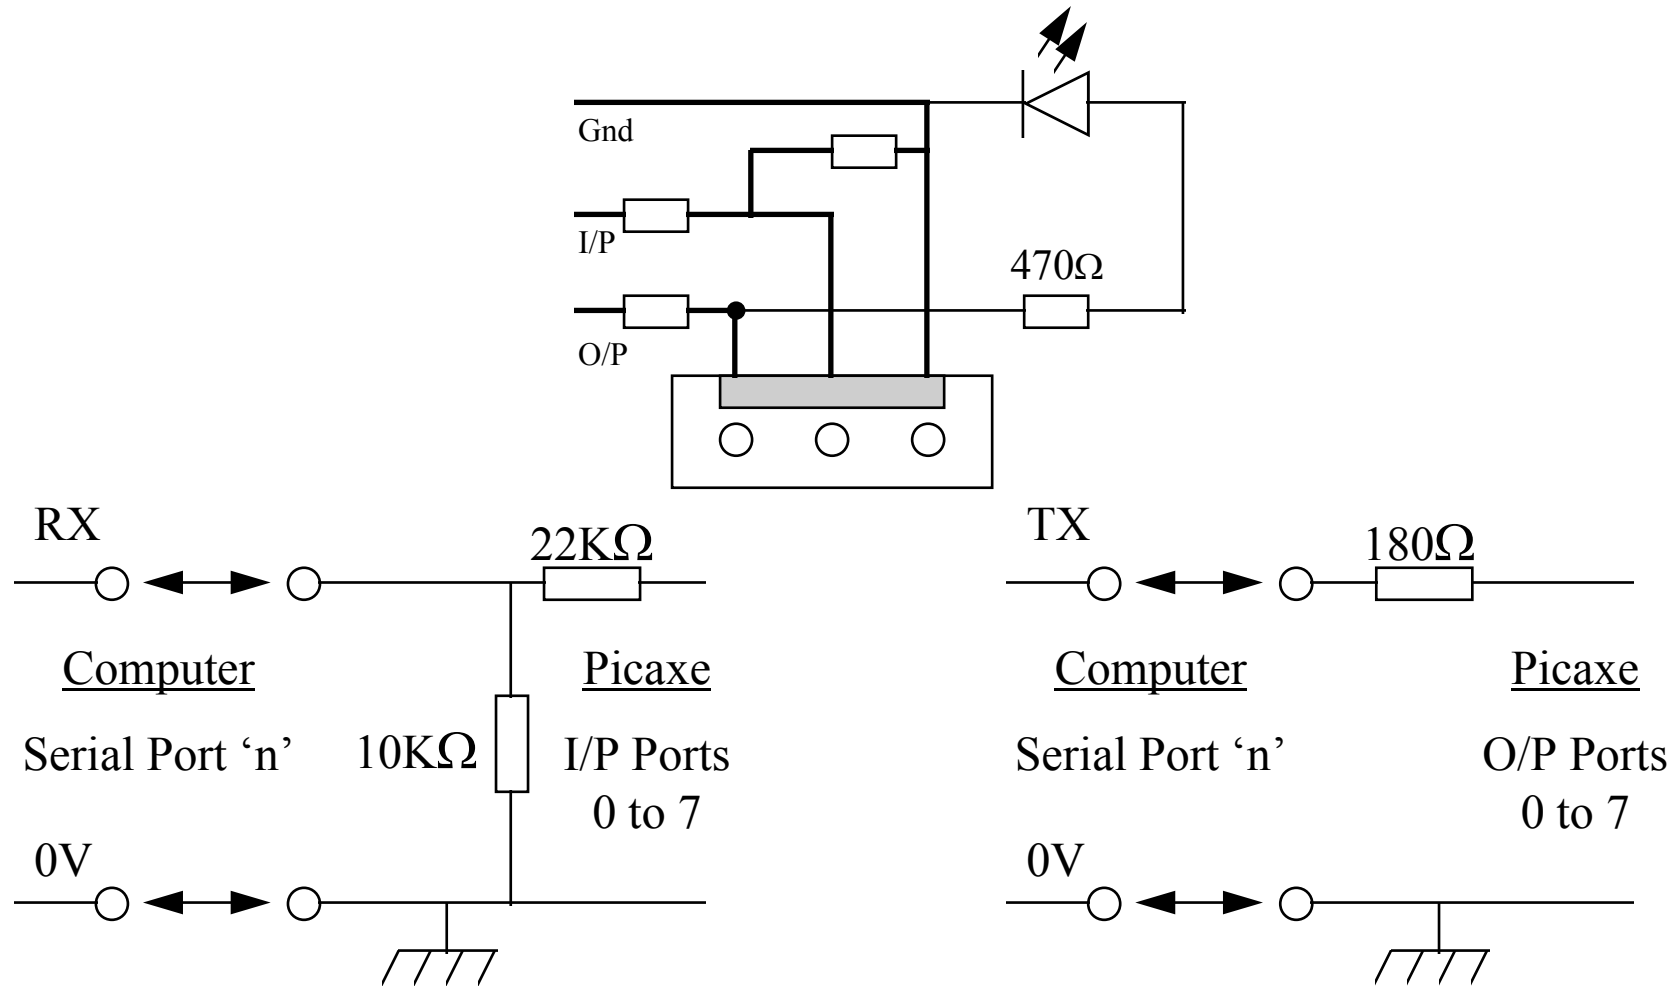 Gnd
I/P
470Ω
O/P
RX
22KΩ
Computer
Picaxe
Serial Port ‘n’
10KΩ
I/P Ports
0 to 7
0V
TX
180Ω
Computer
Picaxe
Serial Port ‘n’
O/P Ports
0 to 7
0V